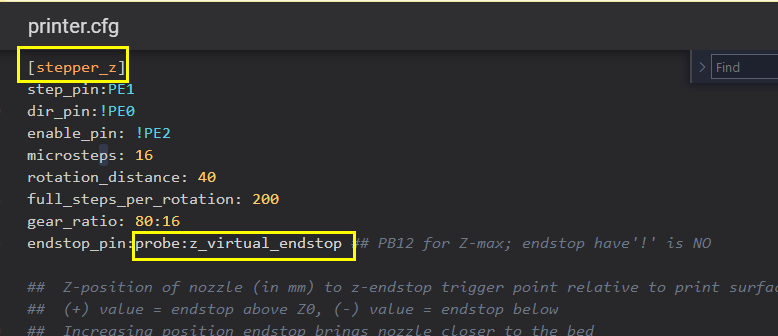 printer.cfg
[stepper_z]
Find
step_pin:PE1
dir_pin:!PE0
enable_pin: !PE2
microsteps: 16
rotation_distance: 40
full_steps_per_rotation: 200
gear_ratio: 80:16
endstop_pin:probe:z_virtual_endstop ## PB12 for Z-max; endstop have'!' is NO
## Z-position of nozzle (in mm) to z-endstop trigger point relative to print
## (+) value = endstop above Z0, (-) value = endstop below
## Increasing position endstop brings nozzle closer to the bed